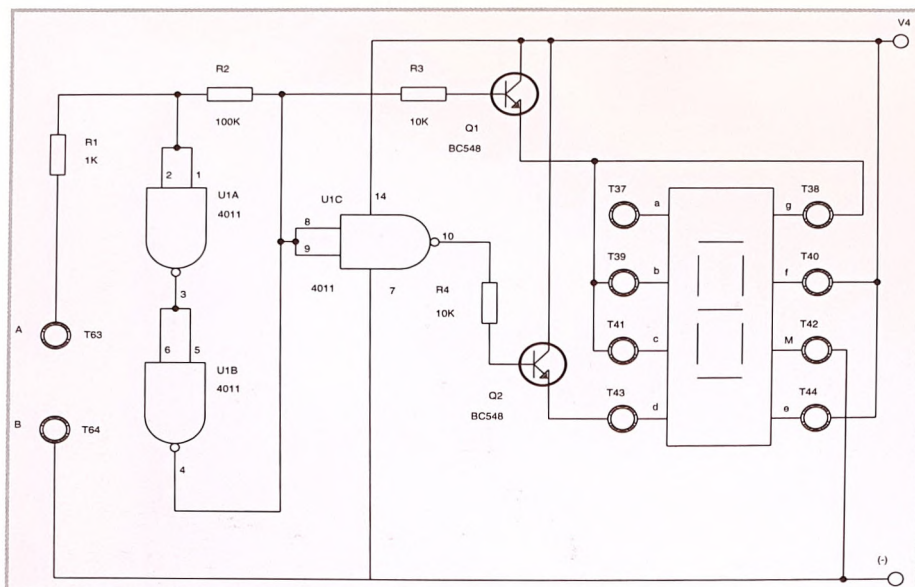 V4
R2
R3
100K
10K
Q1
BC548
R1
1K
2 1
U1A
4011
U1C
14
8
9
10
4011
7
R4
10K
3
A T63
6 5
U1B
4011
B T64
4
Q2
BC548
T37 T38
a g
T39 T40
b f
T41 T42
c M
T43 T44
d e
(-)